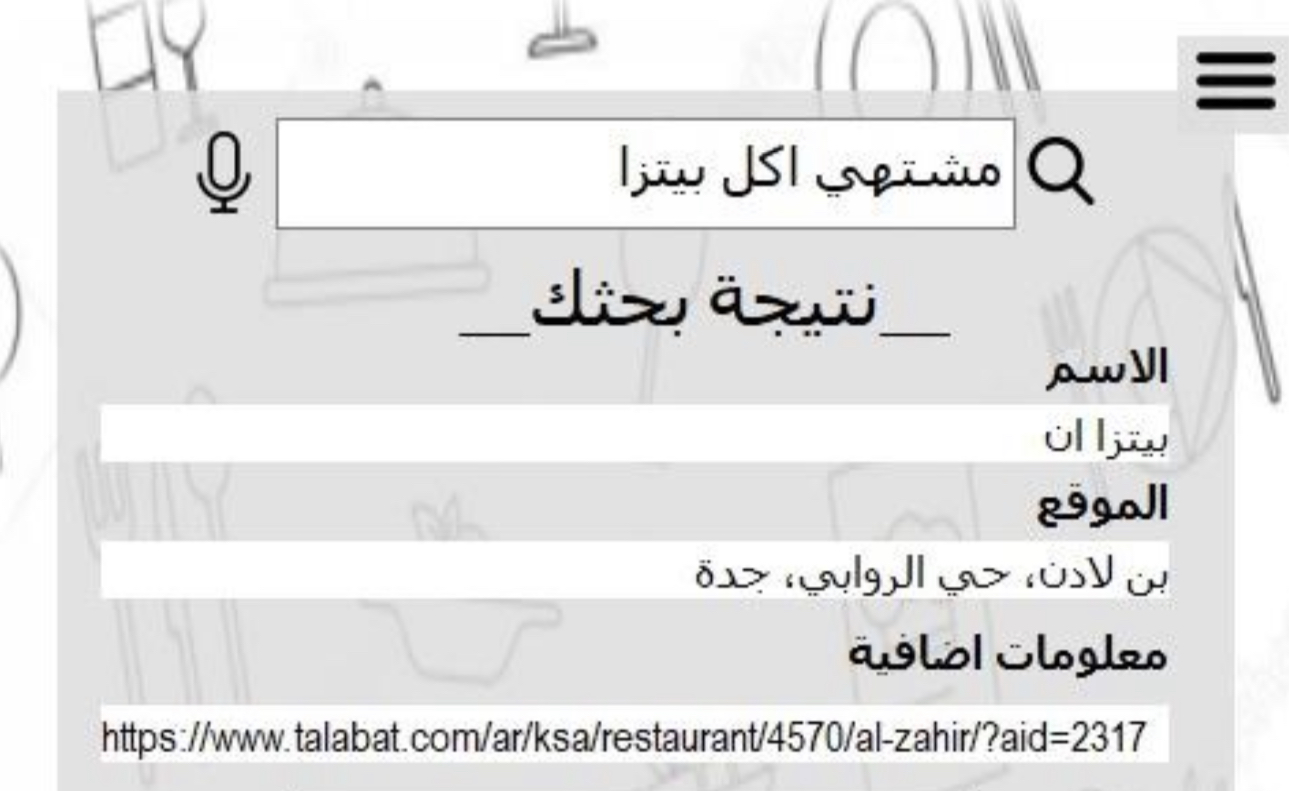 مشتهي اكل بيتزا
__نتيجة بحثك__
الاسم
بيتزا ان
الموقع
بن لادن، حي الروابي، جدة
معلومات اضافية
https://www.talabat.com/ar/ksa/restaurant/4570/al-zahir/?aid=2317